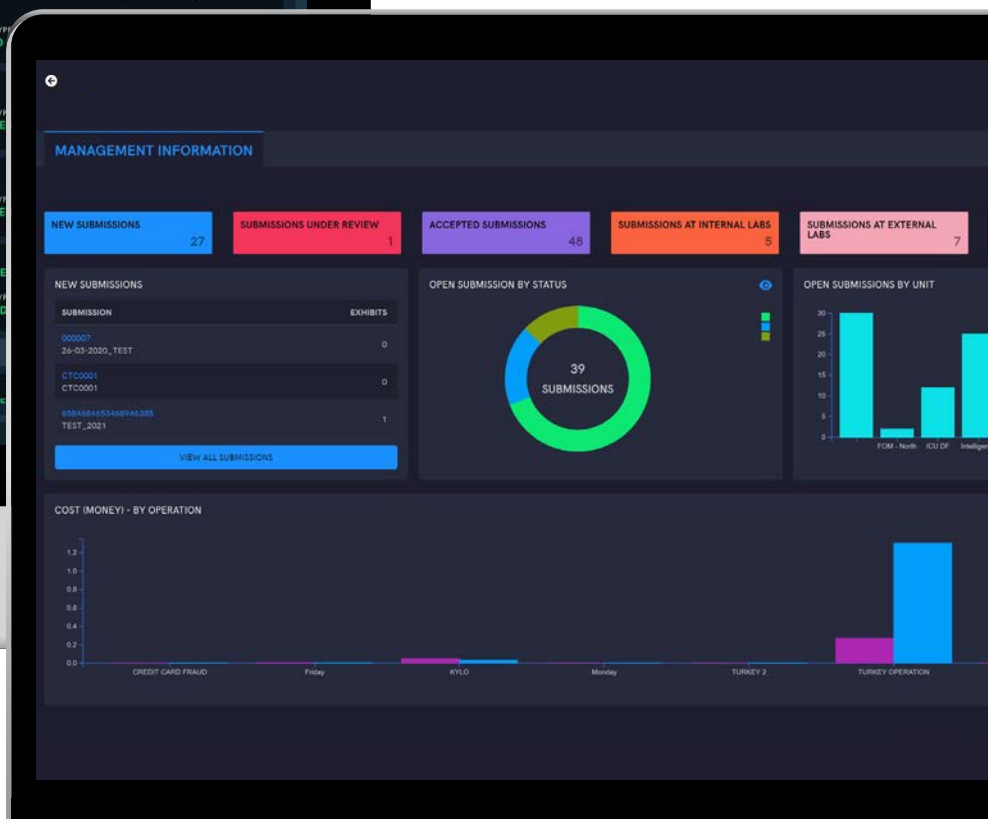 MANAGEMENT INFORMATION
NEW SUBMISSIONS
27
SUBMISSIONS UNDER REVIEW
1
ACCEPTED SUBMISSIONS
48
SUBMISSIONS AT INTERNAL LABS
5
SUBMISSIONS AT EXTERNAL
LABS
7
NEW SUBMISSIONS
SUBMISSION EXHIBITS
000007
26-03-2020_TEST
0
CTC0001
CTC0001
0
6584684653468946385
TEST_2021
1
VIEW ALL SUBMISSIONS
OPEN SUBMISSION BY STATUS
39
SUBMISSIONS
OPEN SUBMISSIONS BY UNIT
30
25
20
15
10
5
0
FOM - North ICU DF
COST (MONEY) - BY OPERATION
1.2
1.0
0.8
0.6
0.4
0.2
0.0
CREDIT CARD FRAUD Friday KYLO Monday TURKEY 2 TURKEY OPERATION